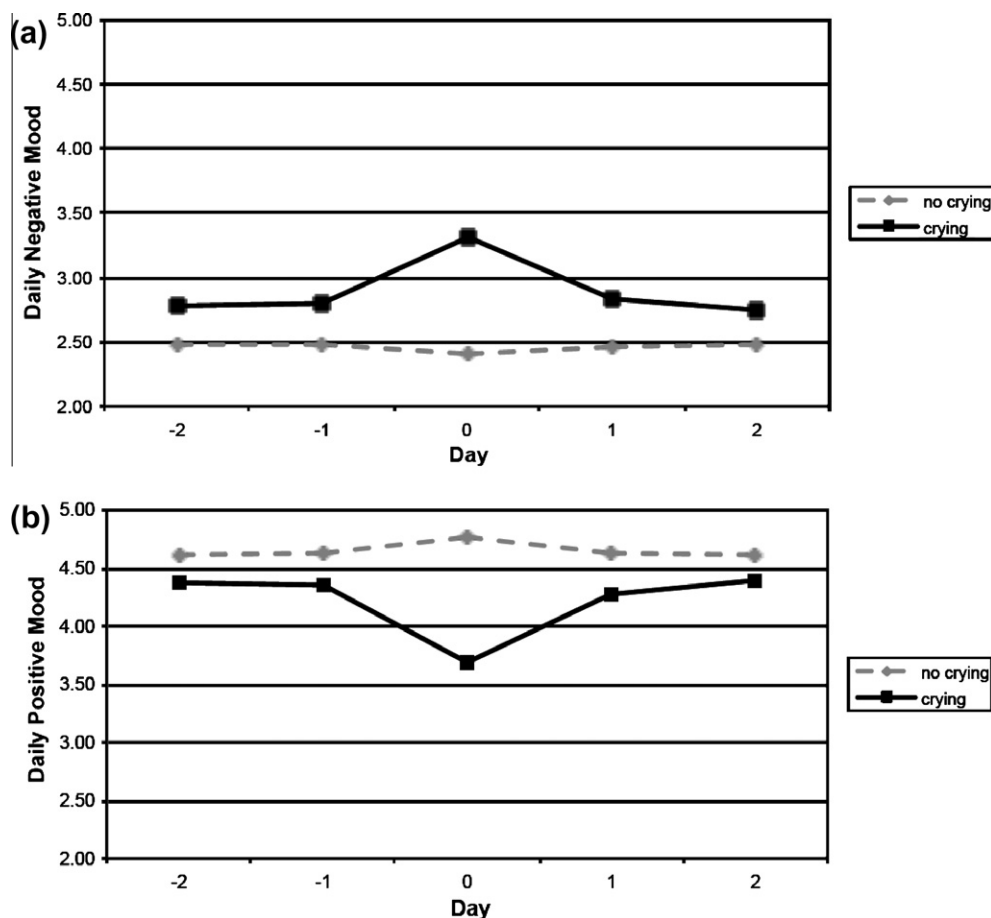 (a)
Daily Negative Mood
5.00
4.50
4.00
3.50
3.00
2.50
2.00
-2 -1 0 1 2
Day
no crying
crying
(b)
Daily Positive Mood
5.00
4.50
4.00
3.50
3.00
2.50
2.00
-2 -1 0 1 2
Day
no crying
crying